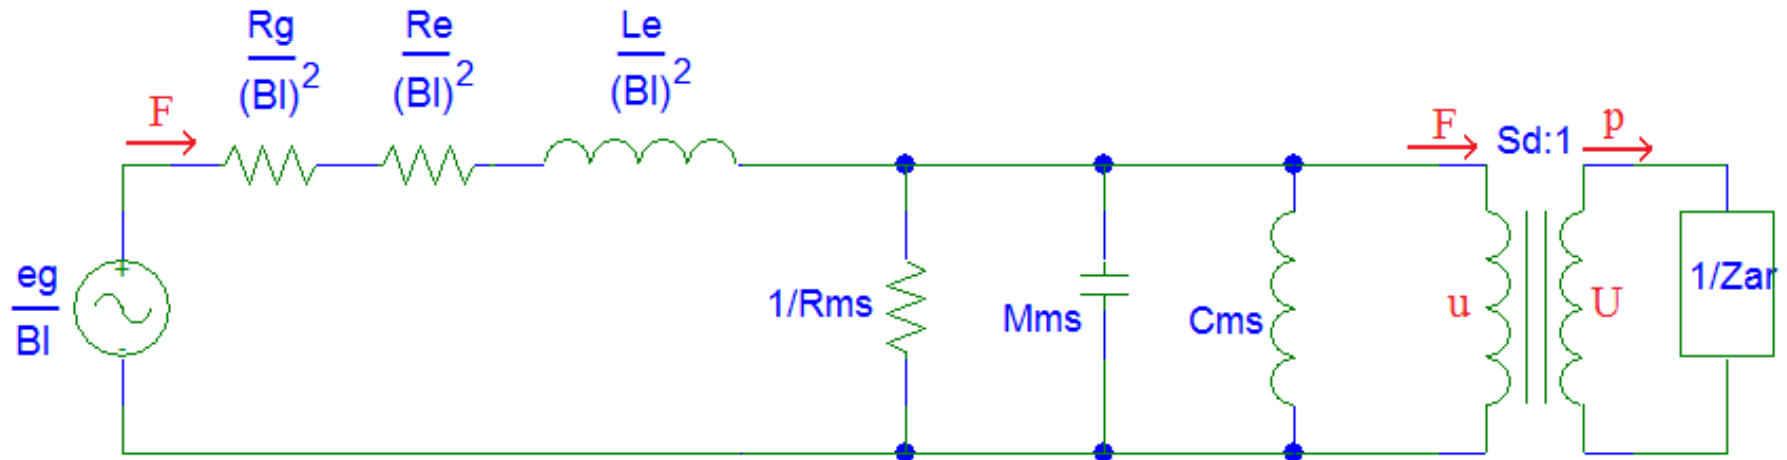 Rg
(Bl)²
Re
(Bl)²
Le
(Bl)²
F
F
Sd:1
p
eg
Bl
+
-
1/Rms
Mms
Cms
u
U
1/Zar